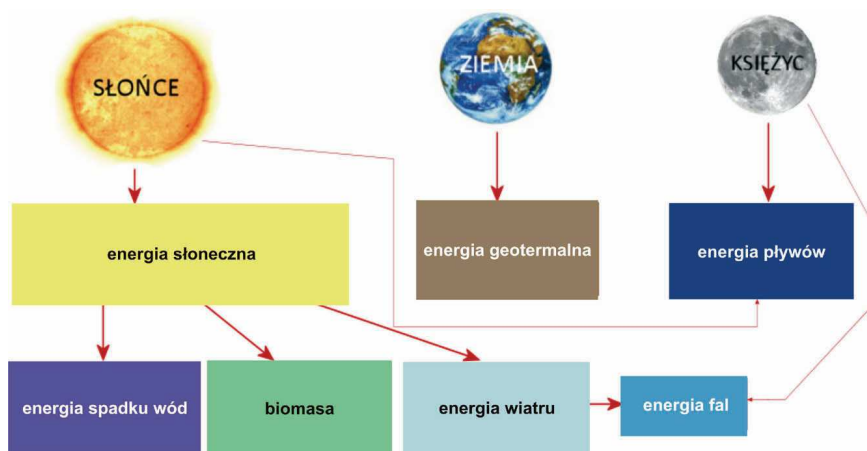 SŁOŃCE
ZIEMIA
KSIĘŻYC
energia słoneczna
energia geotermalna
energia pływów
energia spadku wód
biomasa
energia wiatru
energia fal